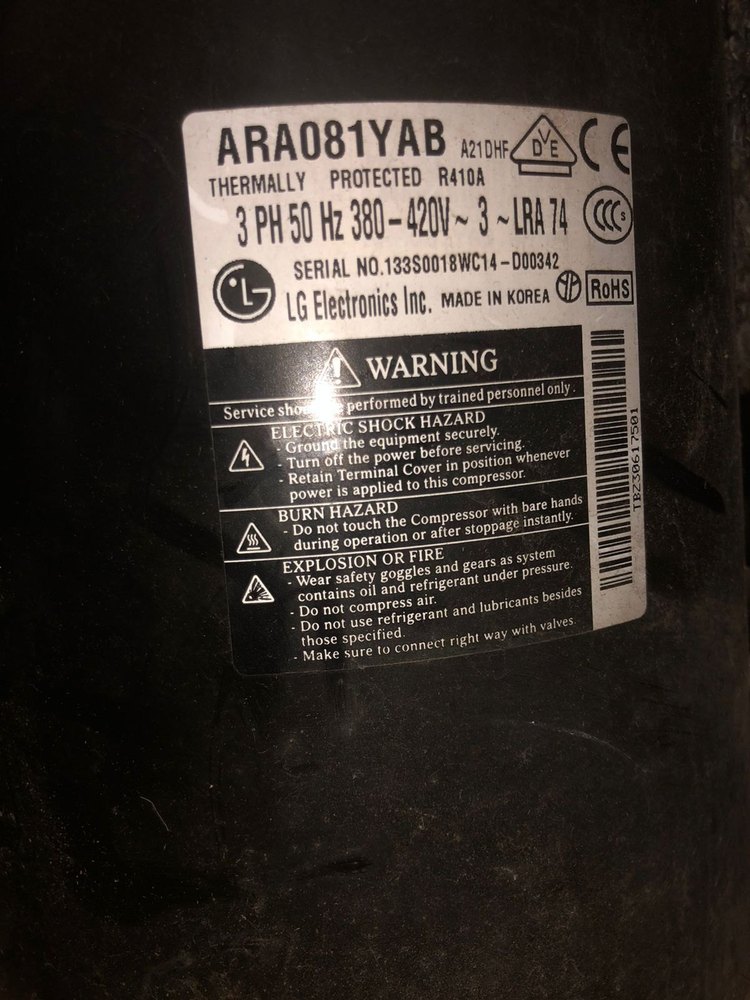 ARA081YAB A21DHF DVE CE
THERMALLY PROTECTED R410A
3 PH 50 Hz 380-420V~ 3 ~LRA 74
CCC S
SERIAL NO.133S0018WC14-D00342
LG LG Electronics Inc. MADE IN KOREA RoHS
WARNING
Service be performed by trained personnel only.
ELECTRIC SHOCK HAZARD
- Ground the equipment securely.
- Turn off the power before servicing.
- Retain Terminal Cover in position whenever
power is applied to this compressor.
BURN HAZARD
- Do not touch the Compressor with bare hands
during operation or after stoppage instantly.
EXPLOSION OR FIRE
- Wear safety goggles and gears as system
contains oil and refrigerant under pressure.
- Do not compress air.
- Do not use refrigerant and lubricants besides
those specified.
- Make sure to connect right way with valves.
TBZ30617501